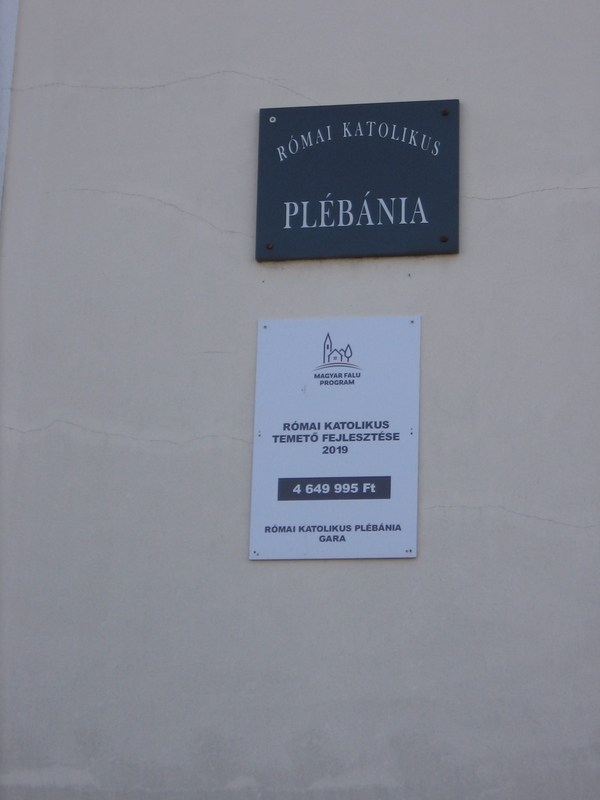 RÓMAI KATOLIKUS
PLÉBÁNIA
MAGYAR FALU
PROGRAM
RÓMAI KATOLIKUS
TEMETŐ FEJLESZTÉSE
2019
4 649 995 Ft
RÓMAI KATOLIKUS PLÉBÁNIA
GARA